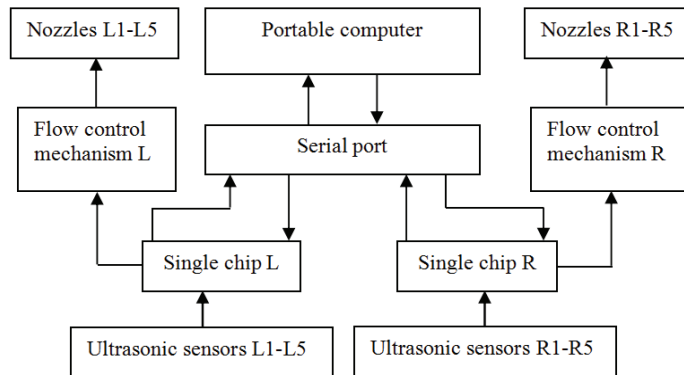 Nozzles L1-L5
Portable computer
Nozzles R1-R5
Flow control
mechanism L
Serial port
Flow control
mechanism R
Single chip L
Single chip R
Ultrasonic sensors L1-L5
Ultrasonic sensors R1-R5